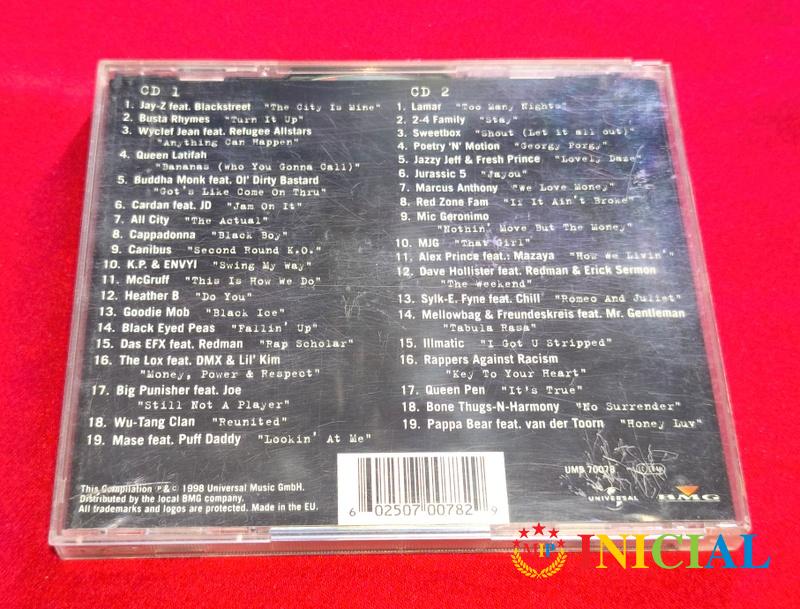 CD 1
1. Jay-Z feat. Blackstreet "The City Is Mine"
2. Busta Rhymes "Turn It Up"
3. Wyclef Jean feat. Refugee Allstars
"Anything Can Happen"
4. Queen Latifah
"Bananas (Who You Gonna Call)"
5. Buddha Monk feat. Ol' Dirty Bastard
"Got's Like Come On Thru"
6. Cardan feat. JD "Jam On It"
7. All City "The Actual"
8. Cappadonna "Black Boy"
9. Canibus "Second Round K.O."
10. K.P. & ENVYI "Swing My Way"
11. McGruff "This Is How We Do"
12. Heather B "Do You"
13. Goodie Mob "Black Ice"
14. Black Eyed Peas "Fallin' Up"
15. Das EFX feat. Redman "Rap Scholar"
16. The Lox feat. DMX & Lil' Kim
"Money, Power & Respect"
17. Big Punisher feat. Joe
"Still Not A Player"
18. Wu-Tang Clan "Reunited"
19. Mase feat. Puff Daddy "Lookin' At Me"
CD 2
1. Lamar "Too Many Nights"
2. 2-4 Family "Stay"
3. Sweetbox "Shout (Let it all out)"
4. Poetry 'N' Motion "Georgy Porgy"
5. Jazzy Jeff & Fresh Prince "Lovely Daze"
6. Jurassic 5 "Jayou"
7. Marcus Anthony "We Love Money"
8. Red Zone Fam "If It Ain't Broke"
9. Mic Geronimo
"Nothin' Move But The Money"
10. MJG "That Girl"
11. Alex Prince feat.: Mazaya "How We Livin'"
12. Dave Hollister feat. Redman & Erick Sermon
"The Weekend"
13. Sylk-E. Fyne feat. Chill "Romeo And Juliet"
14. Mellowbag & Freundeskreis feat. Mr. Gentleman
"Tabula Rasa"
15. Illmatic "I Got U Stripped"
16. Rappers Against Racism
"Key To Your Heart"
17. Queen Pen "It's True"
18. Bone Thugs-N-Harmony "No Surrender"
19. Pappa Bear feat. van der Toorn "Honey Luv"
This Compilation ℗ & © 1998 Universal Music GmbH.
Distributed by the local BMG company.
All trademarks and logos are protected. Made in the EU.
6 02507 00782 9
UMD 70078
UNIVERSAL
BMG
INICIAL